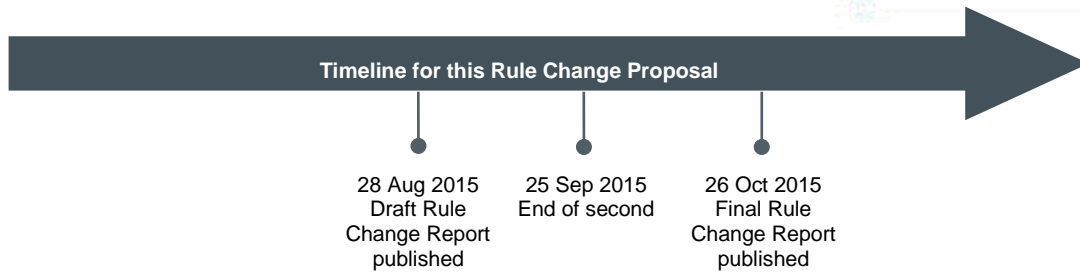 Timeline for this Rule Change Proposal
28 Aug 2015
Draft Rule
Change Report
published
25 Sep 2015
End of second
26 Oct 2015
Final Rule
Change Report
published